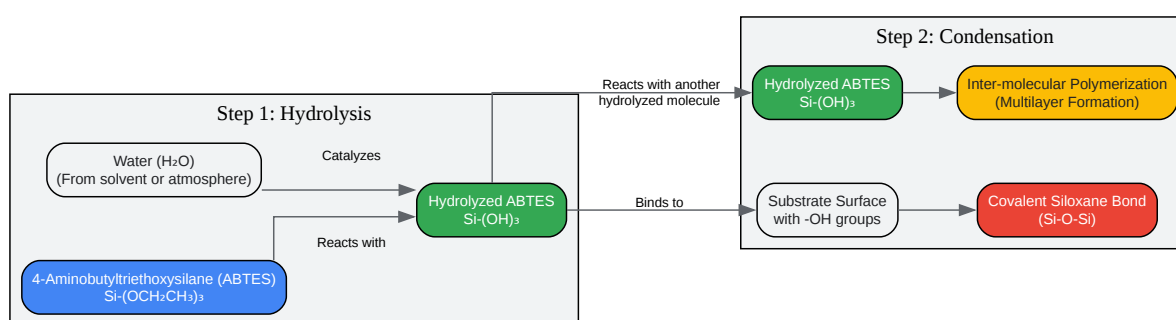 Step 1: Hydrolysis
Water (H₂O)
(From solvent or atmosphere)
Catalyzes
Hydrolyzed ABTES
Si-(OH)₃
Reacts with
4-Aminobutyltriethoxysilane (ABTES)
Si-(OCH₂CH₃)₃
Reacts with another
hydrolyzed molecule
Binds to
Step 2: Condensation
Hydrolyzed ABTES
Si-(OH)₃
Inter-molecular Polymerization
(Multilayer Formation)
Substrate Surface
with -OH groups
Covalent Siloxane Bond
(Si-O-Si)